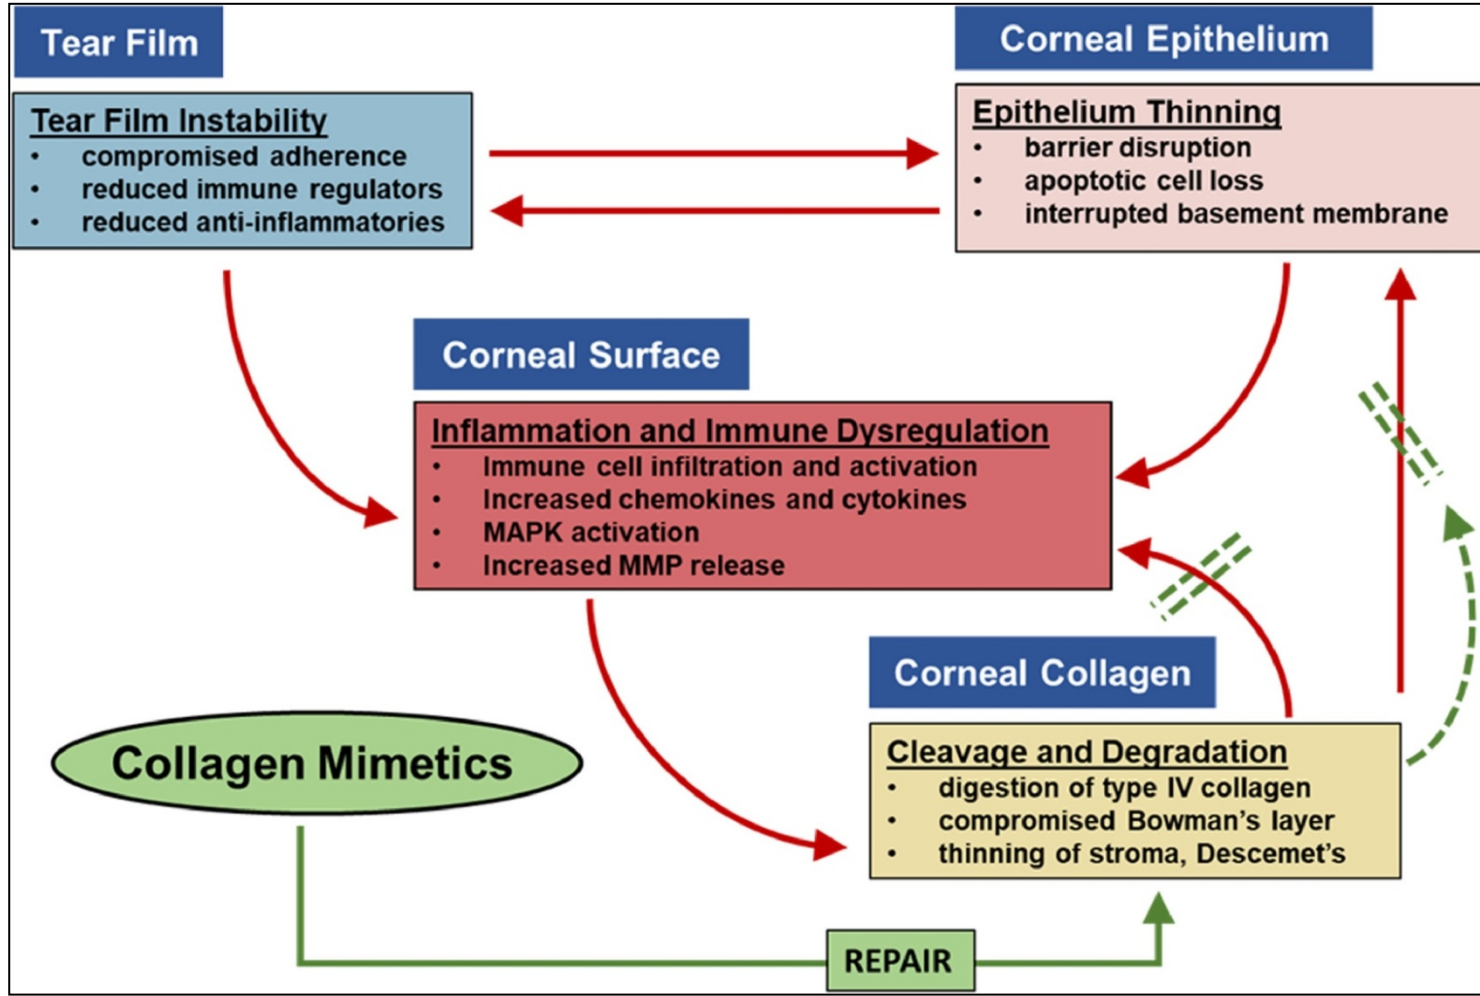 Tear Film
Tear Film Instability
• compromised adherence
• reduced immune regulators
• reduced anti-inflammatories
Corneal Epithelium
Epithelium Thinning
• barrier disruption
• apoptotic cell loss
• interrupted basement membrane
Corneal Surface
Inflammation and Immune Dysregulation
• Immune cell infiltration and activation
• Increased chemokines and cytokines
• MAPK activation
• Increased MMP release
Corneal Collagen
Cleavage and Degradation
• digestion of type IV collagen
• compromised Bowman's layer
• thinning of stroma, Descemet's
Collagen Mimetics
REPAIR